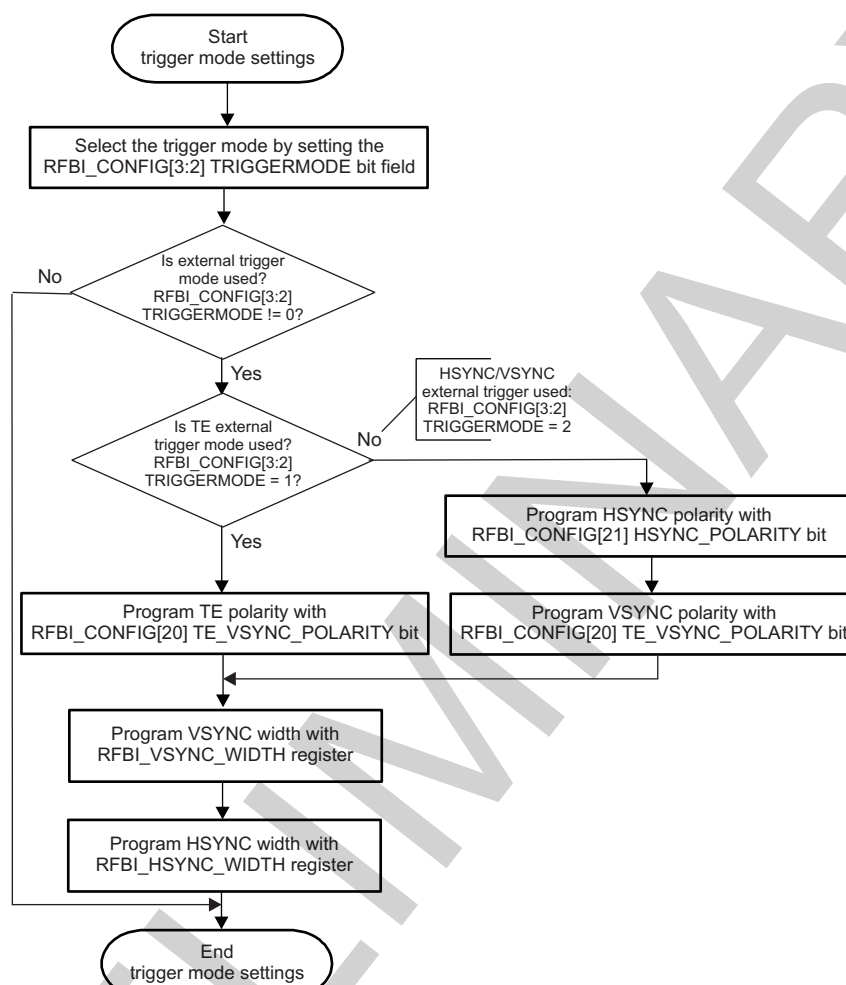 Start
trigger mode settings
Select the trigger mode by setting the
RFBI_CONFIG[3:2] TRIGGERMODE bit field
Is external trigger
mode used?
RFBI_CONFIG[3:2]
TRIGGERMODE != 0?
No
Yes
HSYNC/VSYNC
external trigger used:
RFBI_CONFIG[3:2]
TRIGGERMODE = 2
Is TE external
trigger mode used?
RFBI_CONFIG[3:2]
TRIGGERMODE = 1?
No
Yes
Program HSYNC polarity with
RFBI_CONFIG[21] HSYNC_POLARITY bit
Program TE polarity with
RFBI_CONFIG[20] TE_VSYNC_POLARITY bit
Program VSYNC polarity with
RFBI_CONFIG[20] TE_VSYNC_POLARITY bit
Program VSYNC width with
RFBI_VSYNC_WIDTH register
Program HSYNC width with
RFBI_HSYNC_WIDTH register
End
trigger mode settings